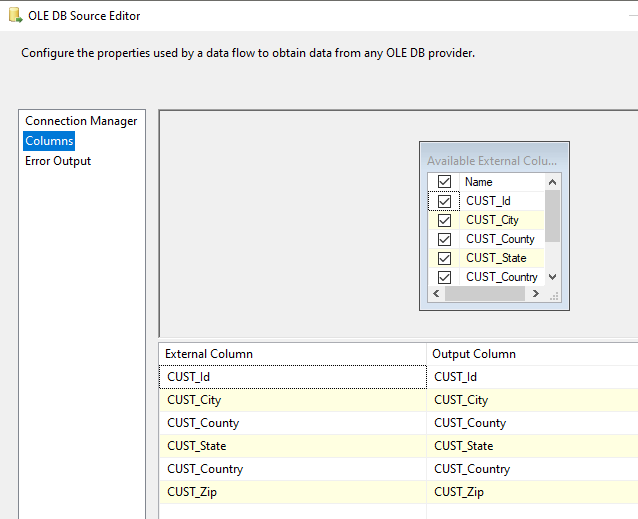 OLE DB Source Editor
Configure the properties used by a data flow to obtain data from any OLE DB provider.
Connection Manager
Columns
Error Output
Available External Colu...
Name
CUST_Id
CUST_City
CUST_County
CUST_State
CUST_Country
External Column Output Column
CUST_Id CUST_Id
CUST_City CUST_City
CUST_County CUST_County
CUST_State CUST_State
CUST_Country CUST_Country
CUST_Zip CUST_Zip